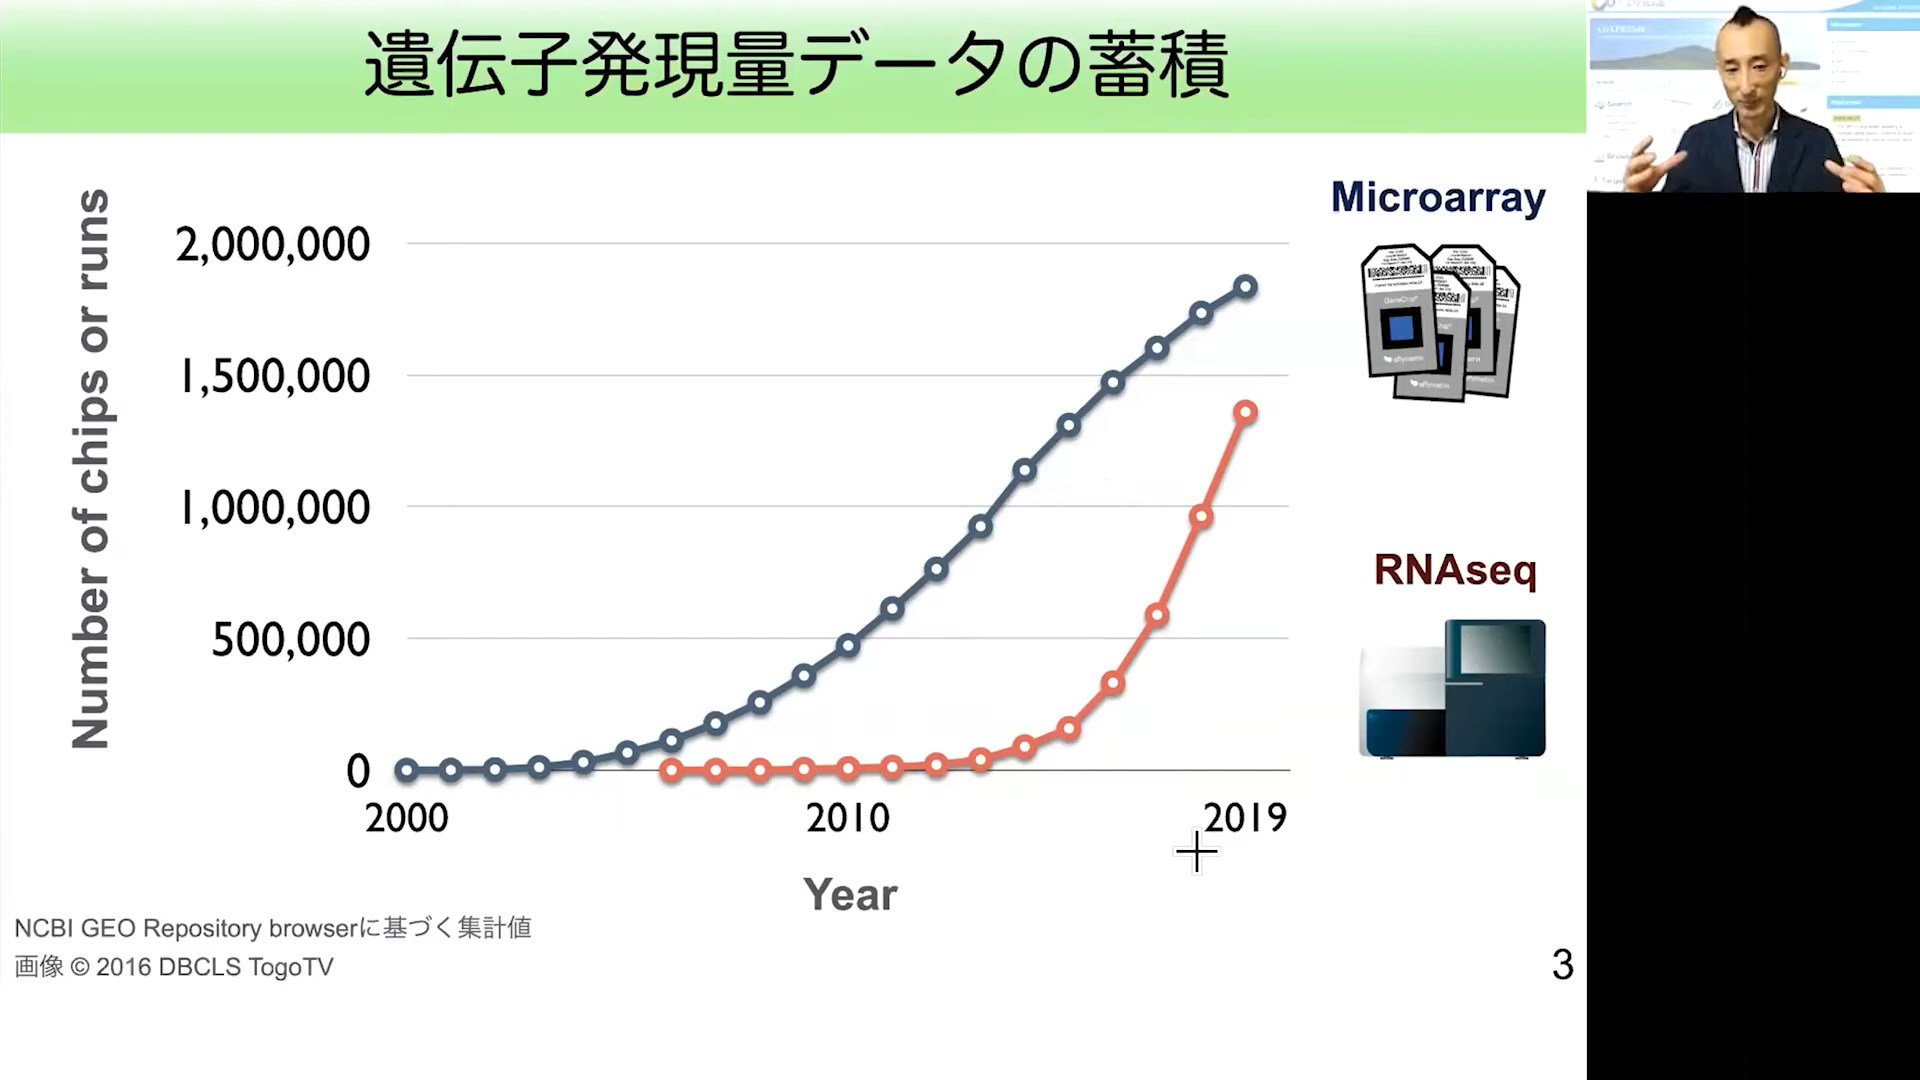 遺伝子発現量データの蓄積
Number of chips or runs
2,000,000
1,500,000
1,000,000
500,000
0
2000
2010
2019
Year
Microarray
GeneChip
affymetrix
affymetrix
RNAseq
NCBI GEO Repository browserに基づく集計値
画像 © 2016 DBCLS TogoTV
3